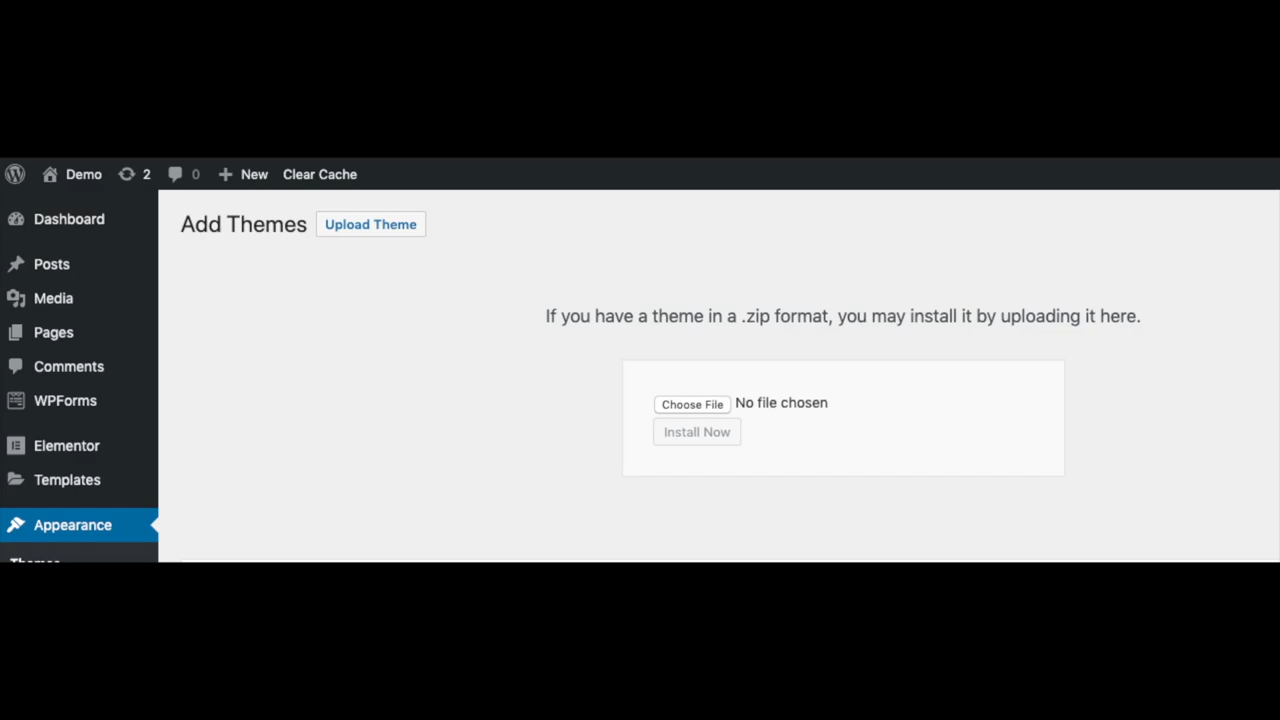 Demo 2 0 New Clear Cache
Dashboard
Add Themes Upload Theme
Posts
Media
Pages
Comments
WPForms
Elementor
Templates
Appearance
Themes
If you have a theme in a .zip format, you may install it by uploading it here.
Choose File No file chosen
Install Now